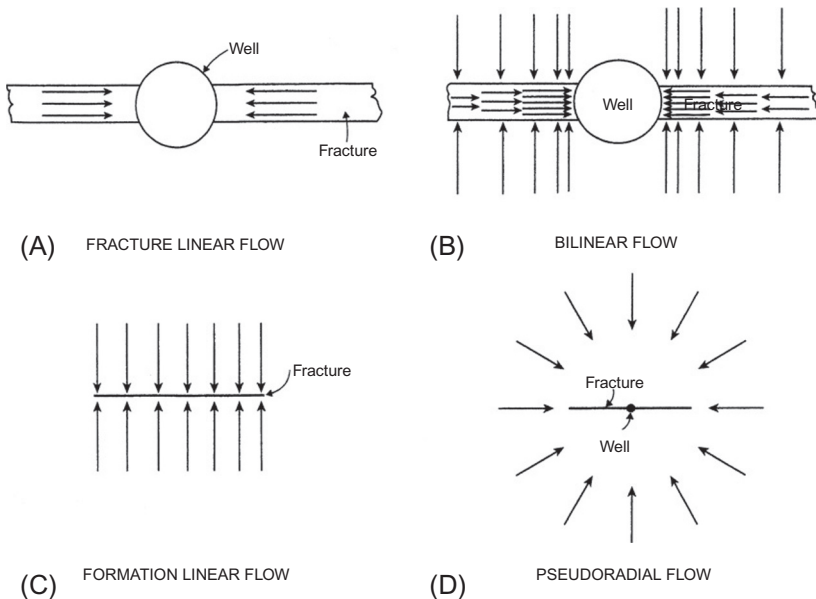 Well
Fracture
(A) FRACTURE LINEAR FLOW
Well
Fracture
(B) BILINEAR FLOW
Fracture
(C) FORMATION LINEAR FLOW
Fracture
Well
(D) PSEUDORADIAL FLOW